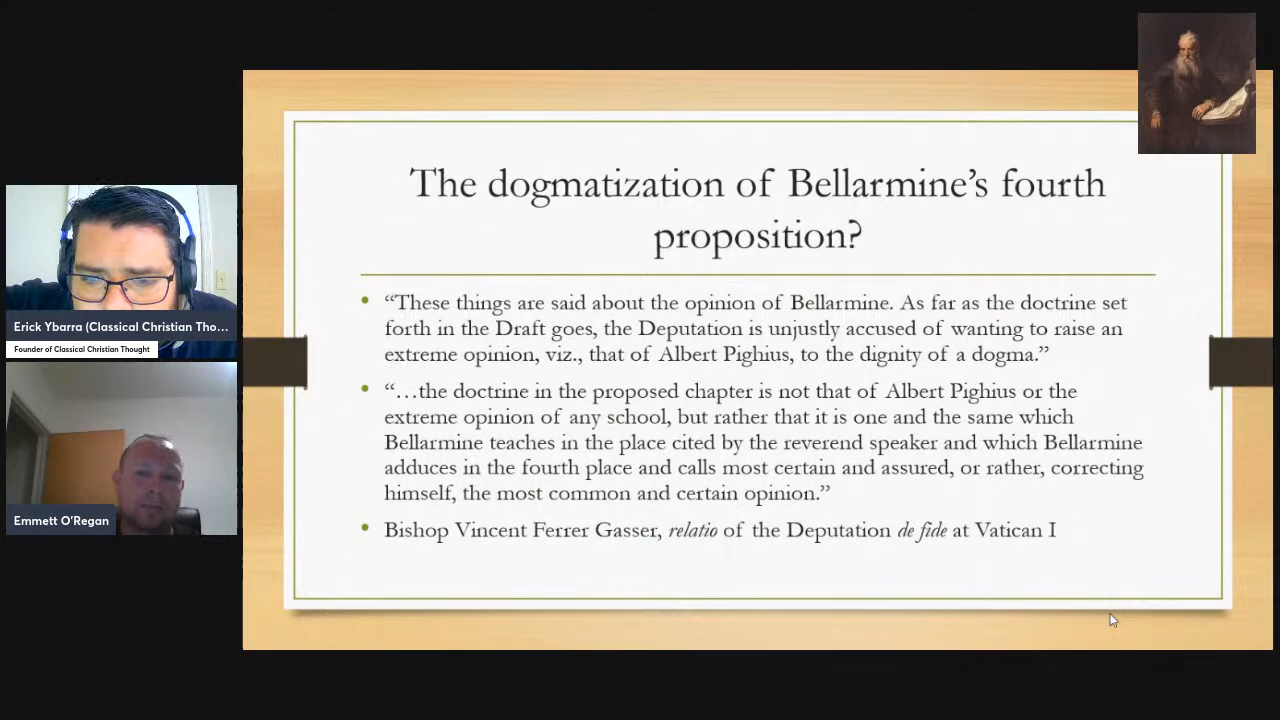 The dogmatization of Bellarmine's fourth
proposition?
• “These things are said about the opinion of Bellarmine. As far as the doctrine set
forth in the Draft goes, the Deputation is unjustly accused of wanting to raise an
extreme opinion, viz., that of Albert Pighius, to the dignity of a dogma.”
• “…the doctrine in the proposed chapter is not that of Albert Pighius or the
extreme opinion of any school, but rather that it is one and the same which
Bellarmine teaches in the place cited by the reverend speaker and which Bellarmine
adduces in the fourth place and calls most certain and assured, or rather, correcting
himself, the most common and certain opinion.”
• Bishop Vincent Ferrer Gasser, relatio of the Deputation de fide at Vatican I
Erick Ybarra (Classical Christian Tho...
Founder of Classical Christian Thought
Emmett O'Regan